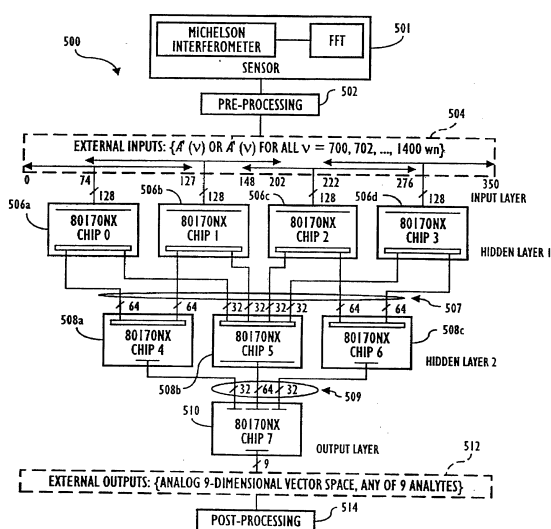 500
MICHELSON INTERFEROMETER
FFT
SENSOR
501
PRE-PROCESSING
502
504
EXTERNAL INPUTS: {A' (ν) OR A' (ν) FOR ALL ν = 700, 702, ..., 1400 wn}
0 74 127 148 202 222 276 350
128 128 128 128
506a 506b 506c 506d
INPUT LAYER
80170NX CHIP 0
80170NX CHIP 1
80170NX CHIP 2
80170NX CHIP 3
HIDDEN LAYER 1
507
64 64 32 32 32 32 64 64
508a
80170NX CHIP 4
80170NX CHIP 5
80170NX CHIP 6
508c
HIDDEN LAYER 2
508b
32 64 32
509
510
80170NX CHIP 7
OUTPUT LAYER
9
512
EXTERNAL OUTPUTS: {ANALOG 9-DIMENSIONAL VECTOR SPACE, ANY OF 9 ANALYTES}
POST-PROCESSING
514